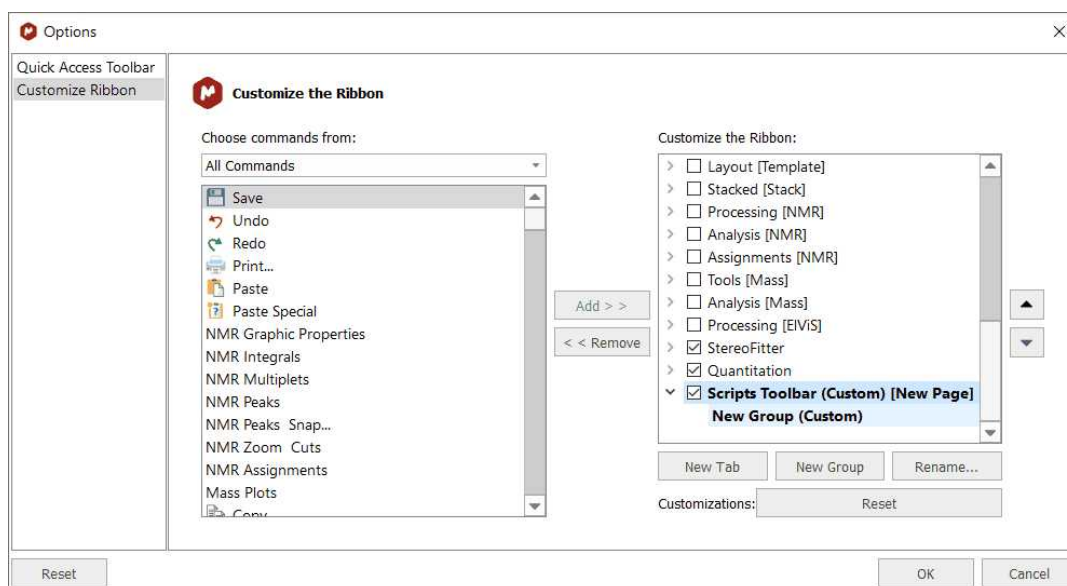 Options
Quick Access Toolbar
Customize Ribbon
Customize the Ribbon
Choose commands from:
All Commands
Save
Undo
Redo
Print...
Paste
Paste Special
NMR Graphic Properties
NMR Integrals
NMR Multiplets
NMR Peaks
NMR Peaks Snap...
NMR Zoom Cuts
NMR Assignments
Mass Plots
Copy
Add > >
< < Remove
Customize the Ribbon:
Layout [Template]
Stacked [Stack]
Processing [NMR]
Analysis [NMR]
Assignments [NMR]
Tools [Mass]
Analysis [Mass]
Processing [ElViS]
StereoFitter
Quantitation
Scripts Toolbar (Custom) [New Page]
New Group (Custom)
New Tab
New Group
Rename...
Customizations:
Reset
Reset
OK
Cancel